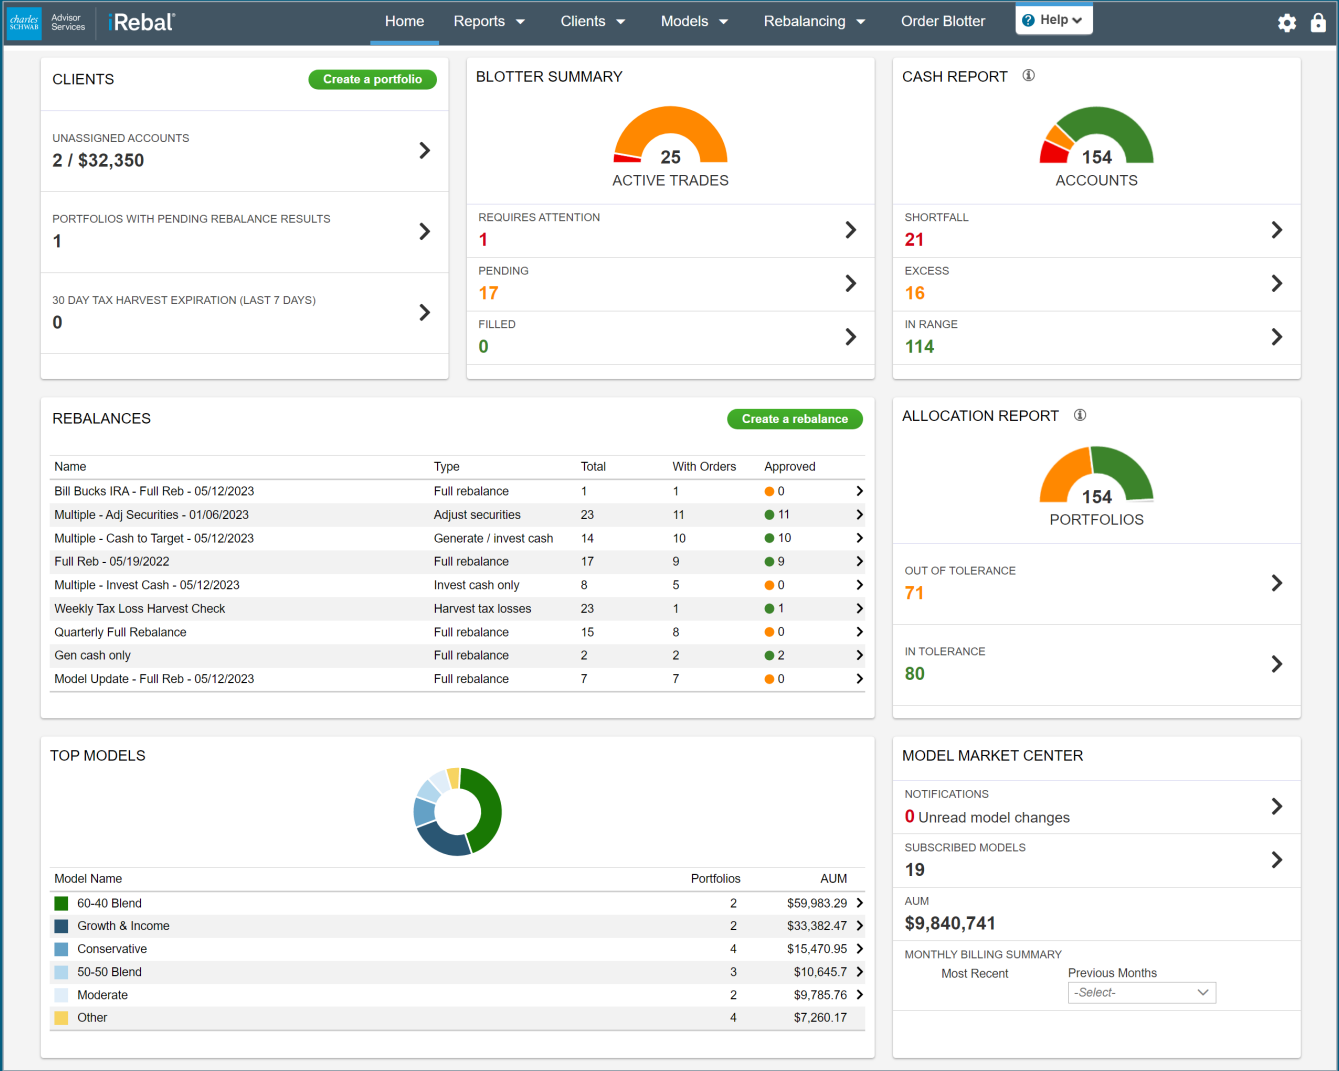 charles SCHWAB Advisor Services iRebal® Home Reports Clients Models Rebalancing Order Blotter ? Help
CLIENTS
Create a portfolio
UNASSIGNED ACCOUNTS
2 / $32,350
PORTFOLIOS WITH PENDING REBALANCE RESULTS
1
30 DAY TAX HARVEST EXPIRATION (LAST 7 DAYS)
0
BLOTTER SUMMARY
25
ACTIVE TRADES
REQUIRES ATTENTION
1
PENDING
17
FILLED
0
CASH REPORT
154
ACCOUNTS
SHORTFALL
21
EXCESS
16
IN RANGE
114
REBALANCES
Create a rebalance
Name Type Total With Orders Approved
Bill Bucks IRA - Full Reb - 05/12/2023 Full rebalance 1 1 0
Multiple - Adj Securities - 01/06/2023 Adjust securities 23 11 11
Multiple - Cash to Target - 05/12/2023 Generate / invest cash 14 10 10
Full Reb - 05/19/2022 Full rebalance 17 9 9
Multiple - Invest Cash - 05/12/2023 Invest cash only 8 5 0
Weekly Tax Loss Harvest Check Harvest tax losses 23 1 1
Quarterly Full Rebalance Full rebalance 15 8 0
Gen cash only Full rebalance 2 2 2
Model Update - Full Reb - 05/12/2023 Full rebalance 7 7 0
ALLOCATION REPORT
154
PORTFOLIOS
OUT OF TOLERANCE
71
IN TOLERANCE
80
TOP MODELS
Model Name Portfolios AUM
60-40 Blend 2 $59,983.29
Growth & Income 2 $33,382.47
Conservative 4 $15,470.95
50-50 Blend 3 $10,645.7
Moderate 2 $9,785.76
Other 4 $7,260.17
MODEL MARKET CENTER
NOTIFICATIONS
0 Unread model changes
SUBSCRIBED MODELS
19
AUM
$9,840,741
MONTHLY BILLING SUMMARY
Most Recent Previous Months
-Select-